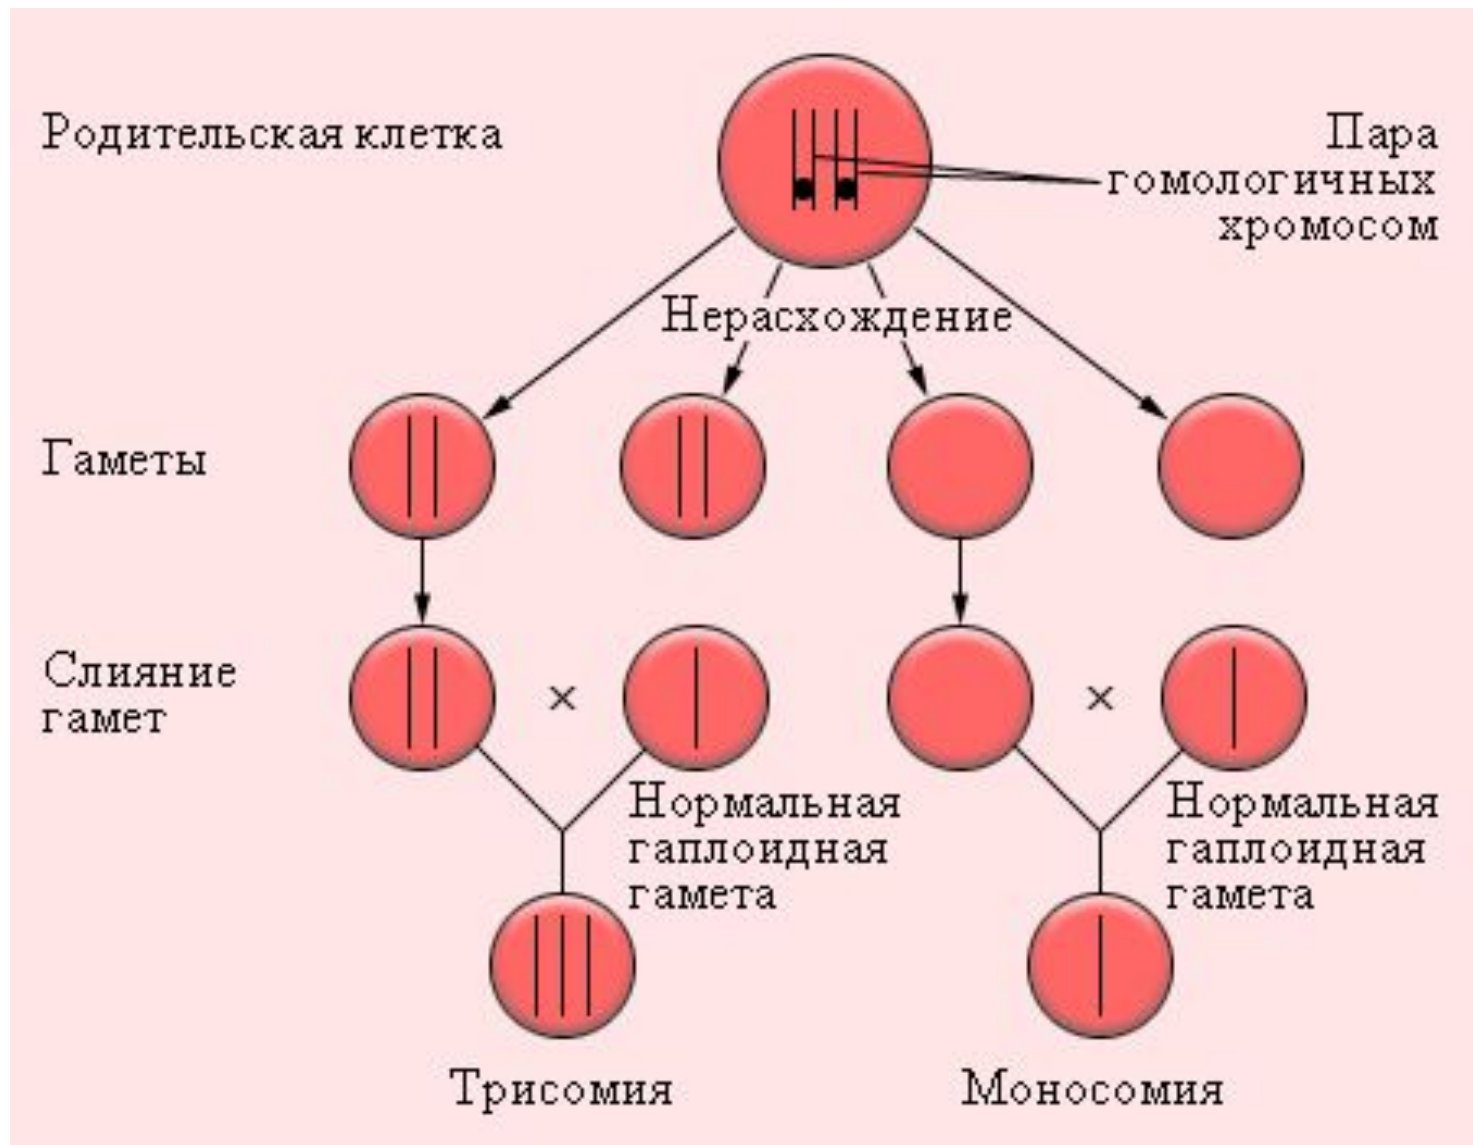 Родительская клетка
Пара
гомологичных
хромосом
Нерасхождение
Гаметы
Слияние
гамет
×
×
Нормальная
гаплоидная
гамета
Нормальная
гаплоидная
гамета
Трисомия
Моносомия